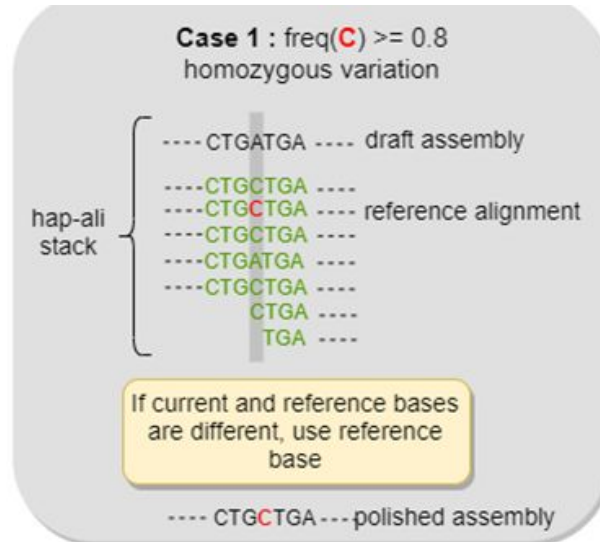 Case 1 : freq(C) >= 0.8
homozygous variation
----CTGATGA ---- draft assembly
----CTGCTGA ----
----CTGCTGA ---- reference alignment
----CTGCTGA ----
----CTGATGA ----
----CTGCTGA ----
CTGA ----
TGA ----
hap-ali
stack
If current and reference bases
are different, use reference
base
---- CTGCTGA ----polished assembly